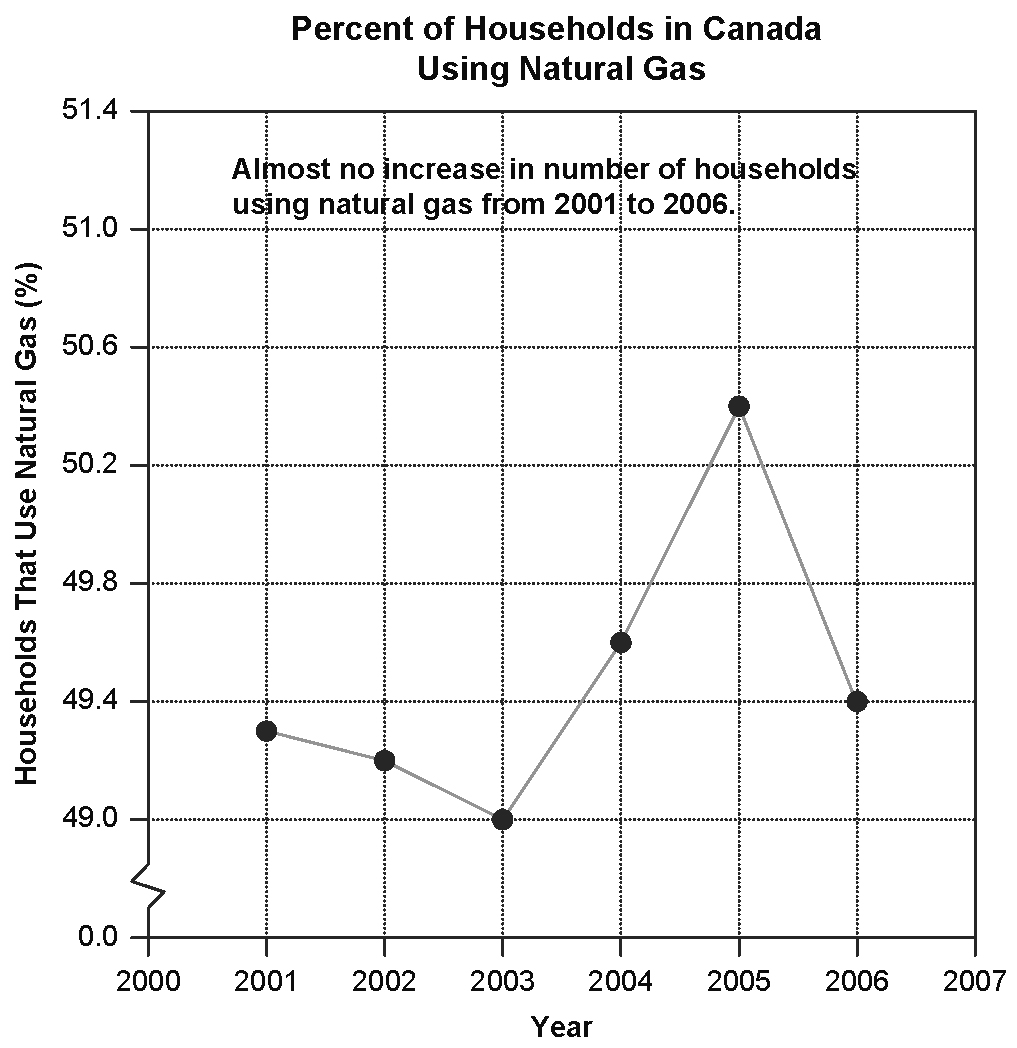 Percent of Households in Canada
Using Natural Gas
51.4
Almost no increase in number of households
using natural gas from 2001 to 2006.
51.0
50.6
50.2
49.8
49.4
49.0
0.0
Households That Use Natural Gas (%)
2000 2001 2002 2003 2004 2005 2006 2007
Year